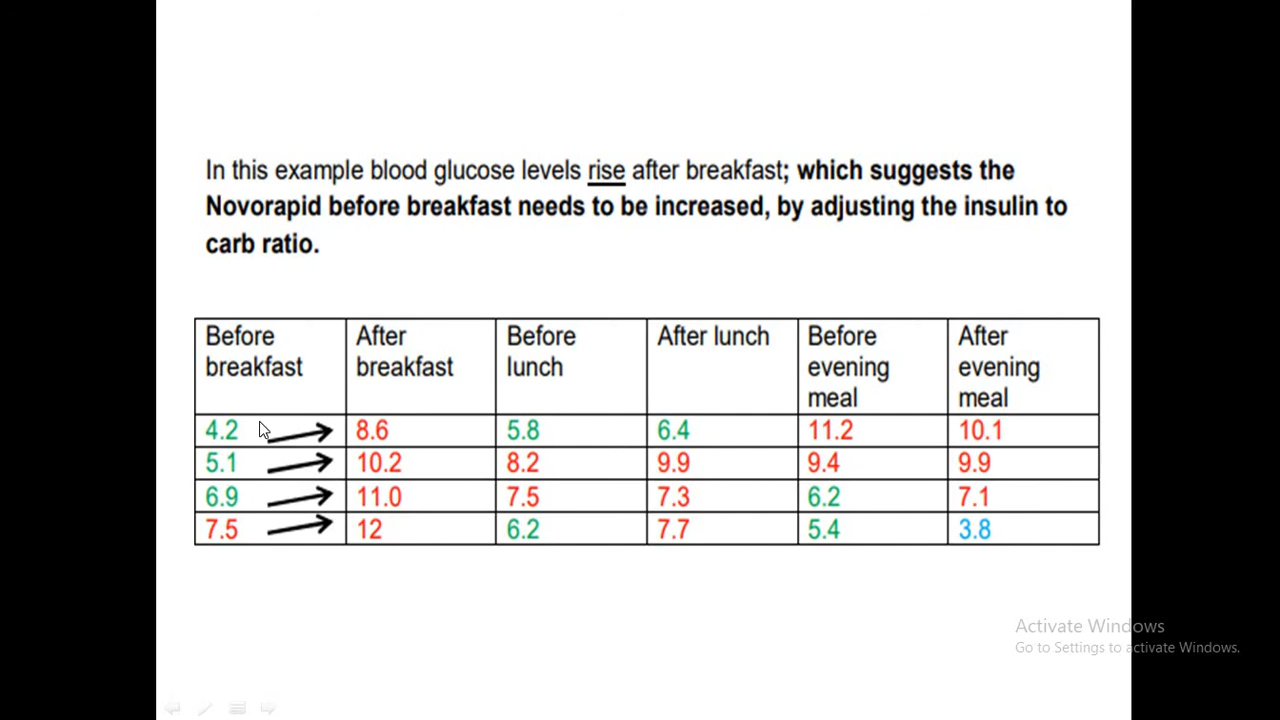 In this example blood glucose levels rise after breakfast; which suggests the
Novorapid before breakfast needs to be increased, by adjusting the insulin to
carb ratio.
Before breakfast After breakfast Before lunch After lunch Before evening meal After evening meal
4.2 8.6 5.8 6.4 11.2 10.1
5.1 10.2 8.2 9.9 9.4 9.9
6.9 11.0 7.5 7.3 6.2 7.1
7.5 12 6.2 7.7 5.4 3.8
Activate Windows
Go to Settings to activate Windows.